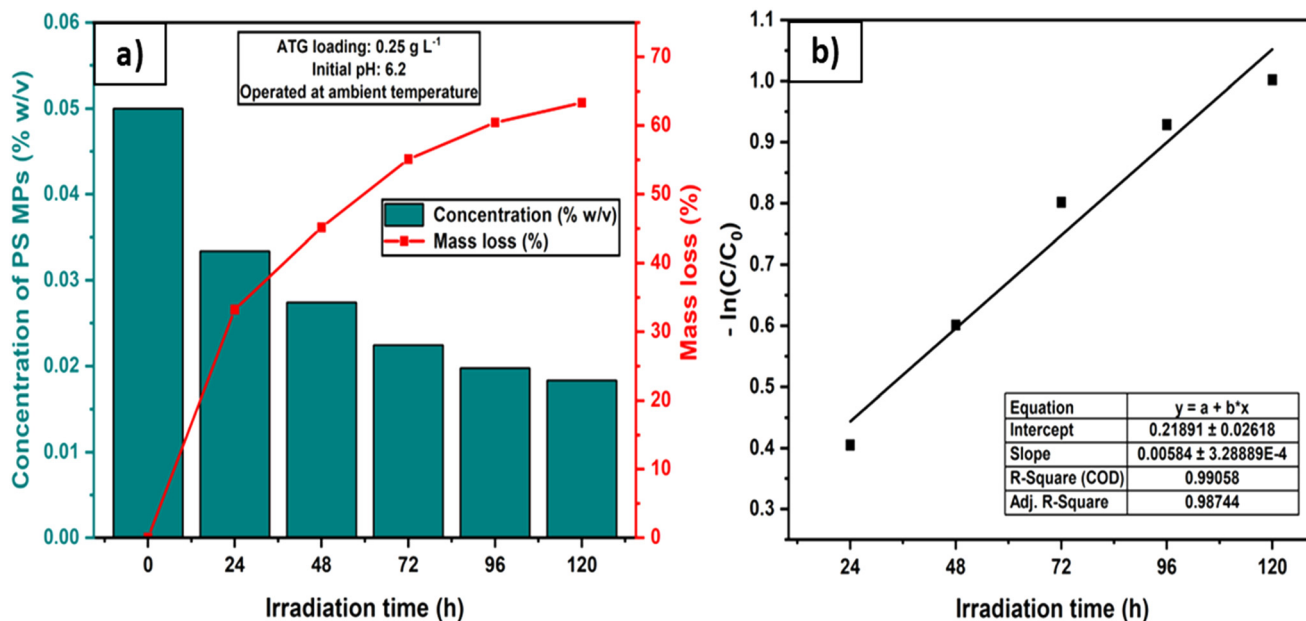 a)
ATG loading: 0.25 g L⁻¹
Initial pH: 6.2
Operated at ambient temperature
Concentration (% w/v)
Mass loss (%)
Concentration of PS MPs (% w/v)
0.06
0.05
0.04
0.03
0.02
0.01
0.00
Mass loss (%)
70
60
50
40
30
20
10
0
0 24 48 72 96 120
Irradiation time (h)
b)
- ln(C/C₀)
1.1
1.0
0.9
0.8
0.7
0.6
0.5
0.4
0.3
Equation y = a + b*x
Intercept 0.21891 ± 0.02618
Slope 0.00584 ± 3.28889E-4
R-Square (COD) 0.99058
Adj. R-Square 0.98744
24 48 72 96 120
Irradiation time (h)